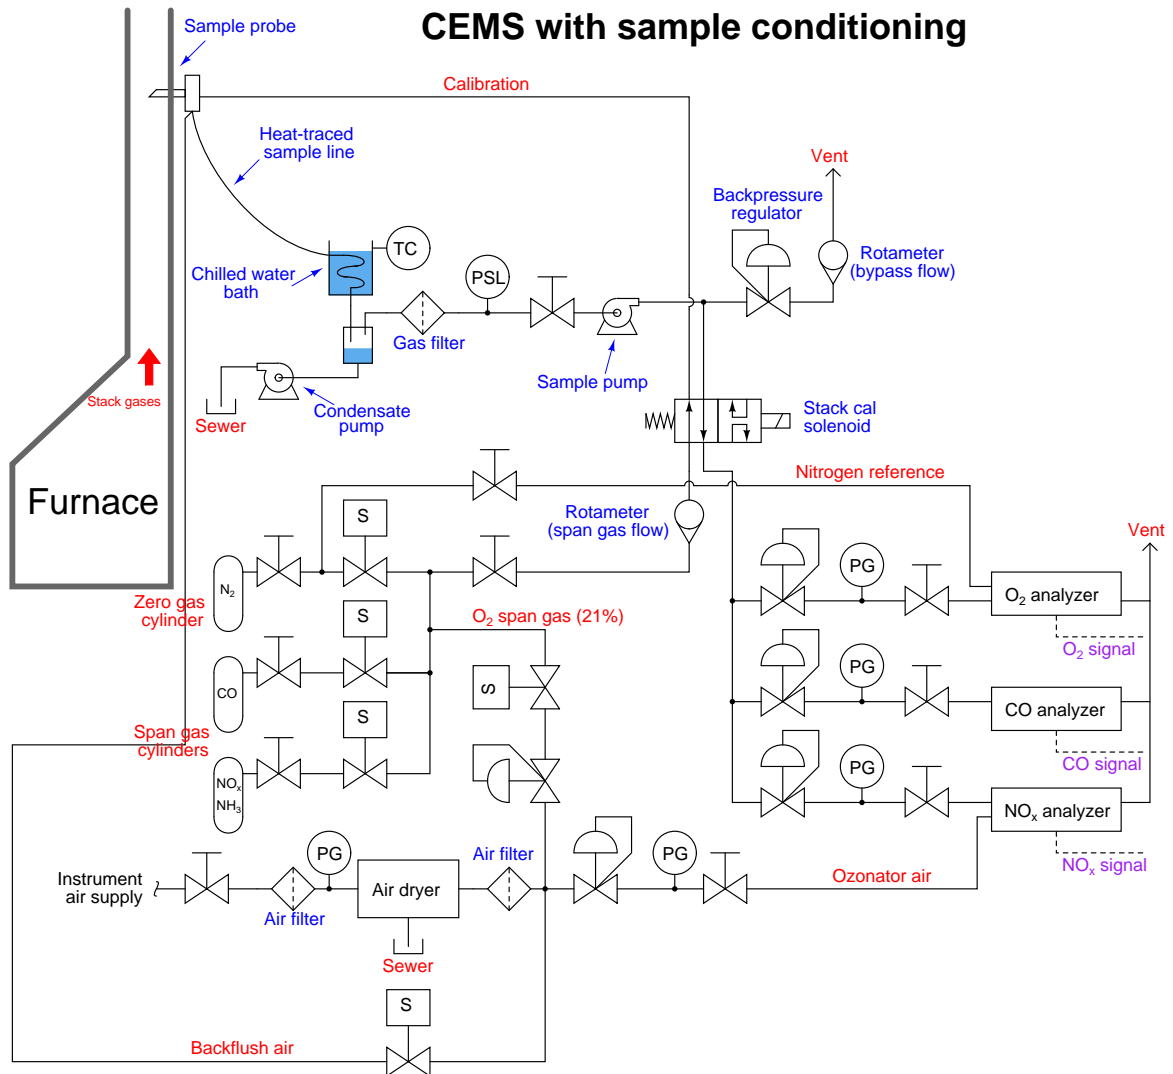 CEMS with sample conditioning
Sample probe
Calibration
Heat-traced
sample line
Vent
Backpressure
regulator
Rotameter
(bypass flow)
TC
Chilled water
bath
PSL
Gas filter
Sample pump
Stack gases
Sewer
Condensate
pump
Stack cal
solenoid
Furnace
Nitrogen reference
S
Rotameter
(span gas flow)
Vent
N₂
PG
O₂ analyzer
Zero gas
cylinder
S
O₂ span gas (21%)
O₂ signal
CO
S
PG
CO analyzer
Span gas
cylinders
S
CO signal
NOₓ
NH₃
PG
NOₓ analyzer
NOₓ signal
Instrument
air supply
Air filter
PG
Air dryer
Air filter
PG
Ozonator air
Sewer
S
Backflush air